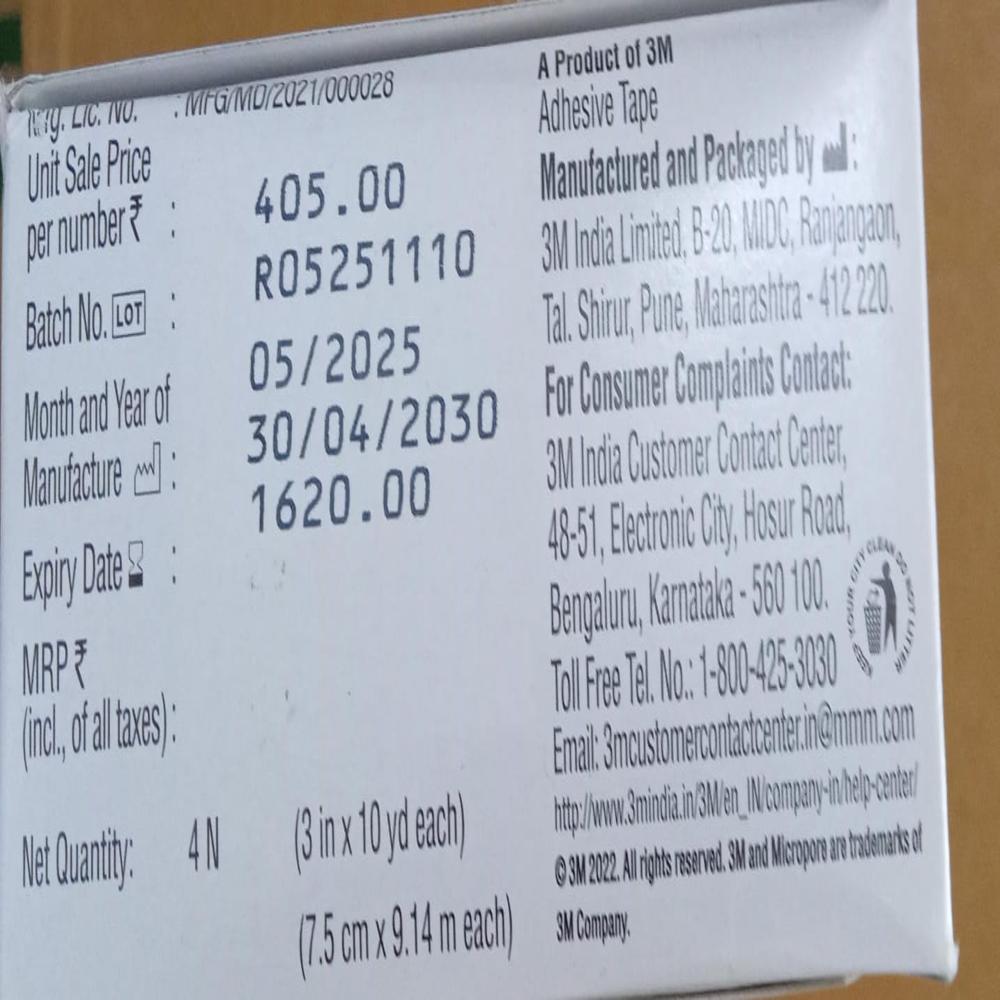 Mfg. Lic. No. : MFG/MD/2021/000028
Unit Sale Price
per number ₹ : 405.00
Batch No. LOT : R05251110
Month and Year of
Manufacture : 05/2025
Expiry Date : 30/04/2030
MRP ₹
(incl., of all taxes) : 1620.00
Net Quantity: 4 N (3 in x 10 yd each)
(7.5 cm x 9.14 m each)
A Product of 3M
Adhesive Tape
Manufactured and Packaged by :
3M India Limited, B-20, MIDC, Ranjangaon,
Tal. Shirur, Pune, Maharashtra - 412 220.
For Consumer Complaints Contact:
3M India Customer Contact Center,
48-51, Electronic City, Hosur Road,
Bengaluru, Karnataka - 560 100.
Toll Free Tel. No.: 1-800-425-3030
Email: 3mcustomercontactcenter.in@mmm.com
http://www.3mindia.in/3M/en_IN/company-in/help-center/
© 3M 2022. All rights reserved. 3M and Micropore are trademarks of
3M Company.
YOUR CITY CLEAN DO NOT LITTER